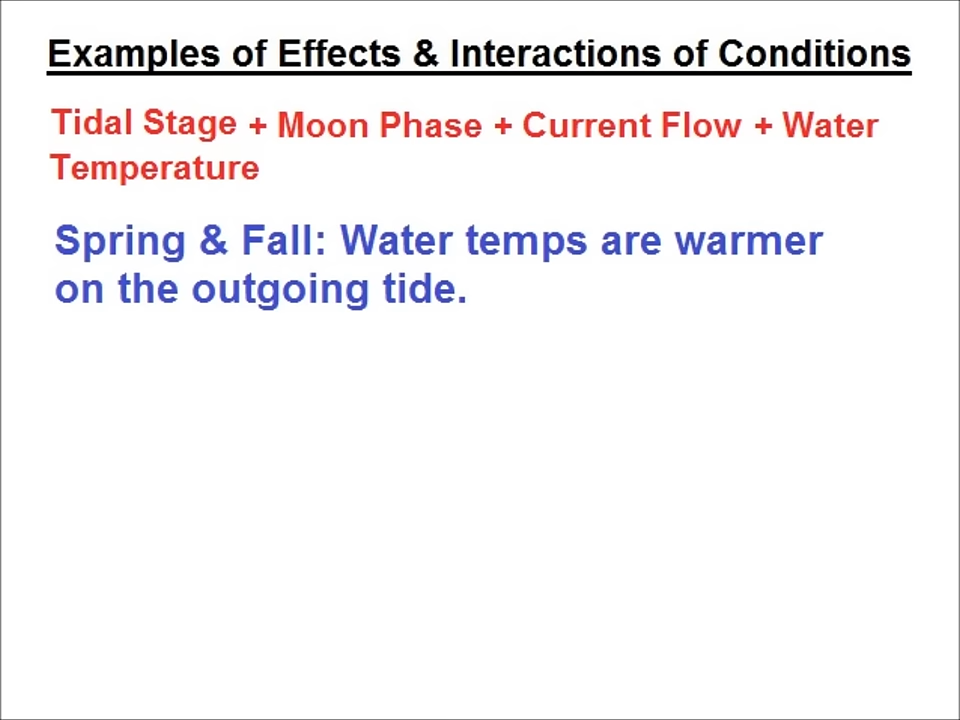 Examples of Effects & Interactions of Conditions
Tidal Stage + Moon Phase + Current Flow + Water
Temperature
Spring & Fall: Water temps are warmer
on the outgoing tide.